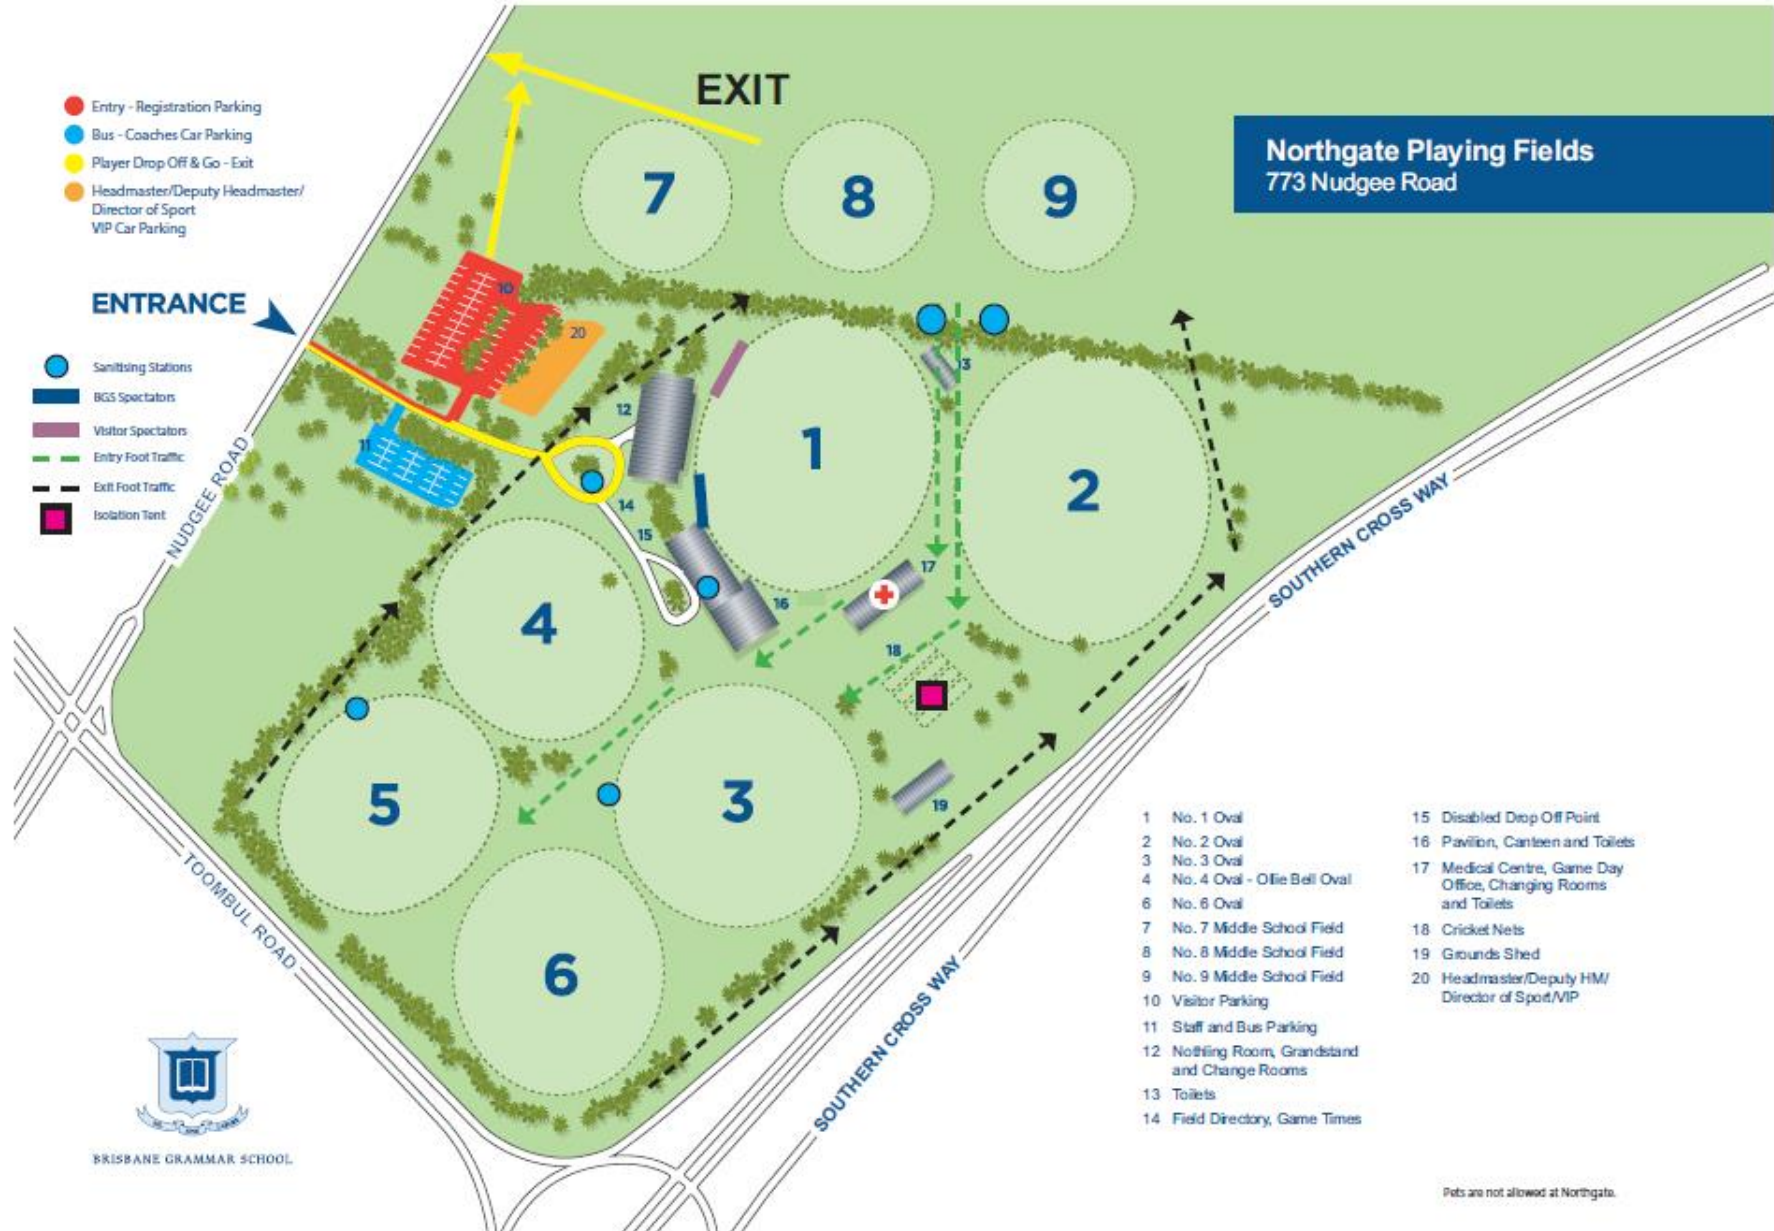 EXIT
Entry - Registration Parking
Bus - Coaches Car Parking
Player Drop Off & Go - Exit
Headmaster/Deputy Headmaster/
Director of Sport
VIP Car Parking
Northgate Playing Fields
773 Nudgee Road
ENTRANCE
Sanitising Stations
BGS Spectators
Visitor Spectators
Entry Foot Traffic
Exit Foot Traffic
Isolation Tent
7
8
9
10
20
12
11
13
1
2
14
15
17
16
4
18
5
3
19
6
NUDGEE ROAD
TOOMBUL ROAD
SOUTHERN CROSS WAY
SOUTHERN CROSS WAY
1 No. 1 Oval
2 No. 2 Oval
3 No. 3 Oval
4 No. 4 Oval - Ollie Bell Oval
6 No. 6 Oval
7 No. 7 Middle School Field
8 No. 8 Middle School Field
9 No. 9 Middle School Field
10 Visitor Parking
11 Staff and Bus Parking
12 Nothling Room, Grandstand
and Change Rooms
13 Toilets
14 Field Directory, Game Times
15 Disabled Drop Off Point
16 Pavilion, Canteen and Toilets
17 Medical Centre, Game Day
Office, Changing Rooms
and Toilets
18 Cricket Nets
19 Grounds Shed
20 Headmaster/Deputy HM/
Director of Sport/VIP
BRISBANE GRAMMAR SCHOOL
Pets are not allowed at Northgate.